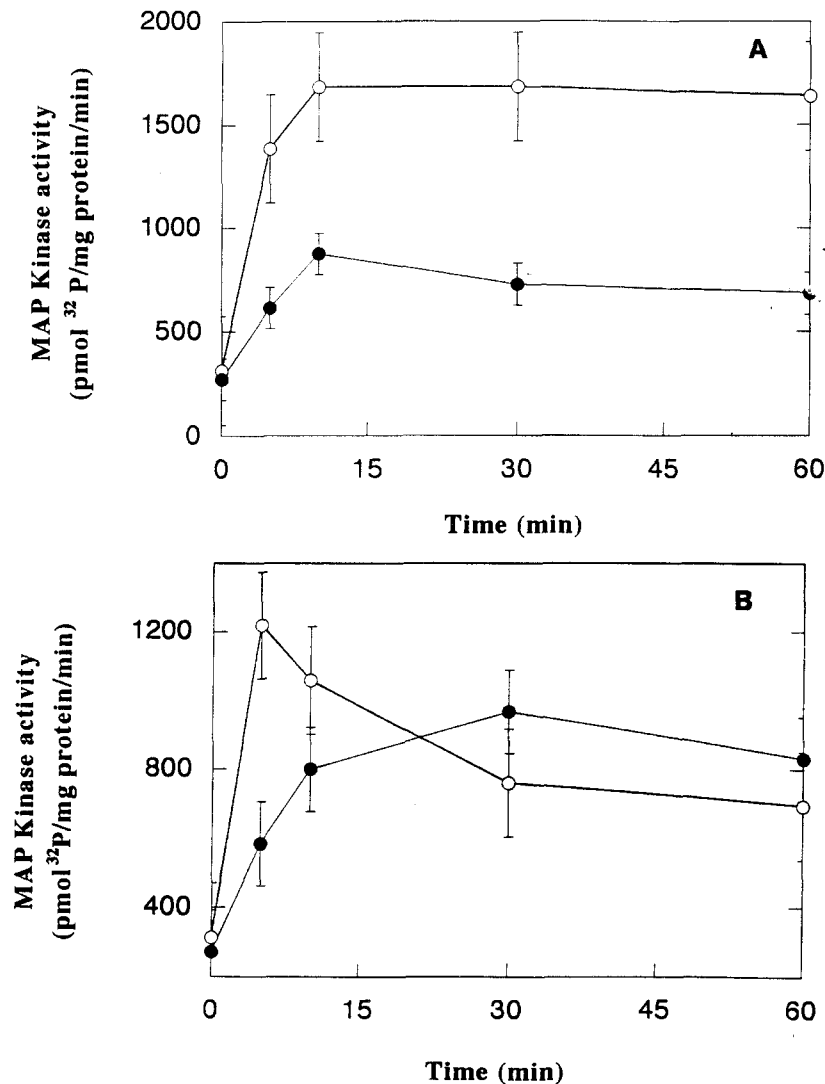 2000
A
1500
1000
500
0
MAP Kinase activity
(pmol ³² P/mg protein/min)
0 15 30 45 60
Time (min)
B
1200
800
400
MAP Kinase activity
(pmol ³²P/mg protein/min)
0 15 30 45 60
Time (min)